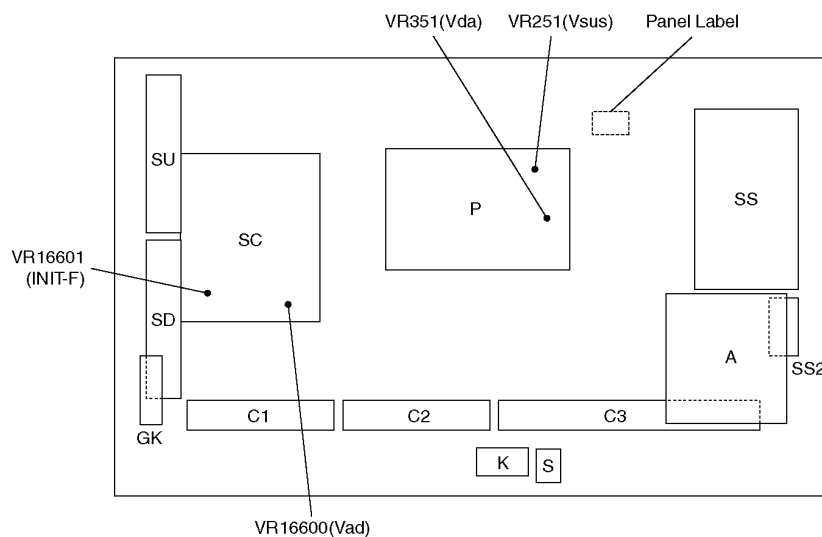 VR351(Vda)
VR251(Vsus)
Panel Label
SU
SC
P
SS
VR16601
(INIT-F)
SD
A
SS2
C1
C2
C3
GK
K
S
VR16600(Vad)